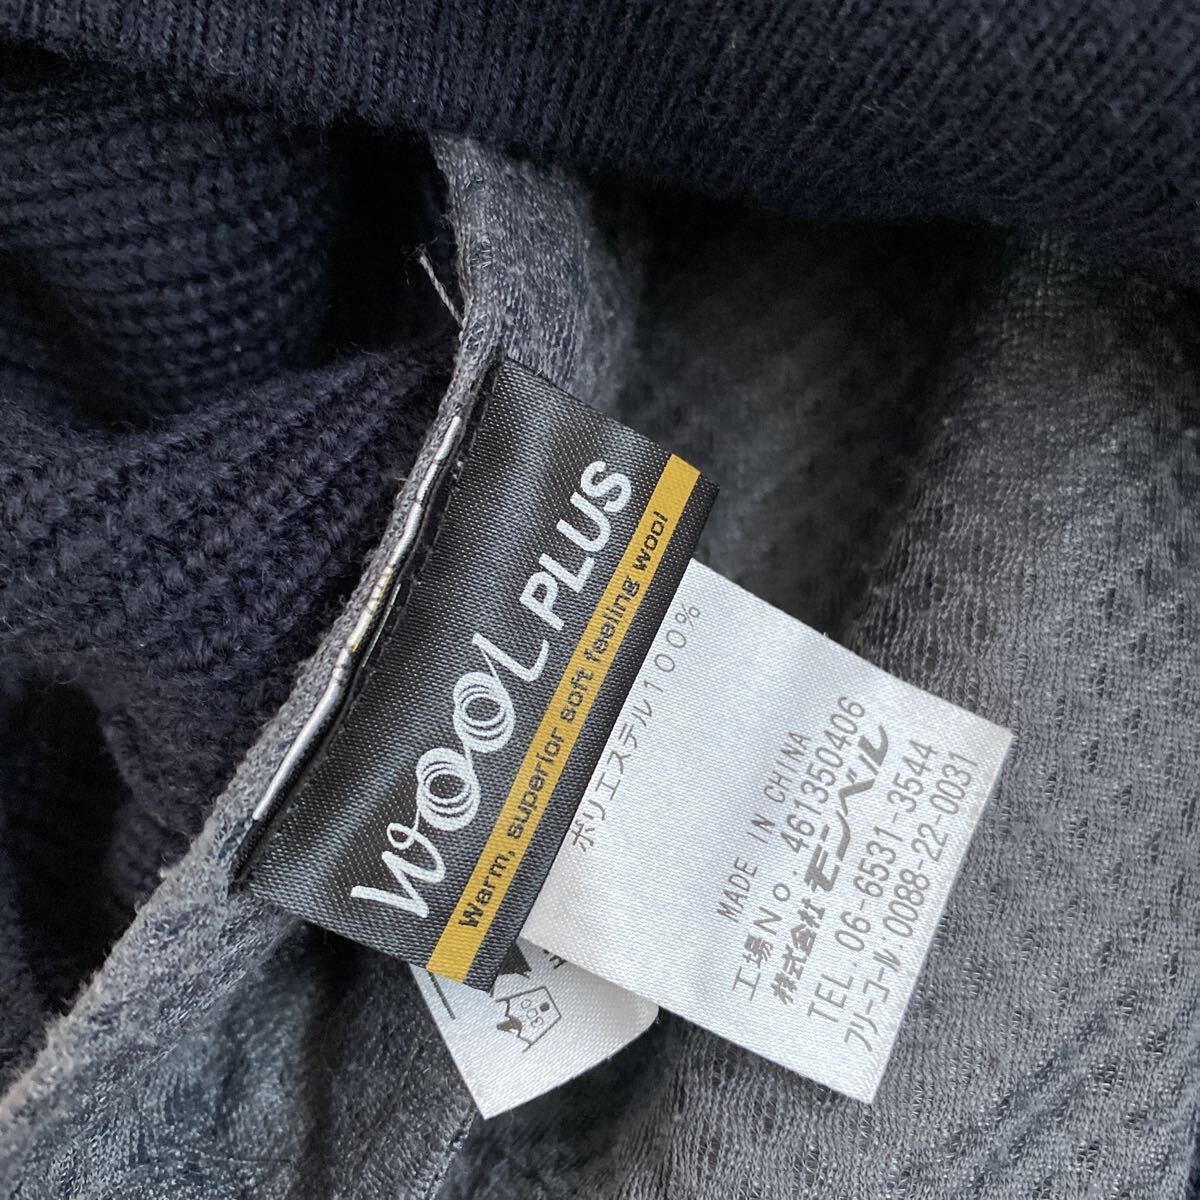 WOOL PLUS
Warm, superior soft feeling wool
ポリエステル100%
MADE IN CHINA
工場No.461350406
株式会社モンベル
TEL 06-6531-3544
フリーコール:0088-22-0031